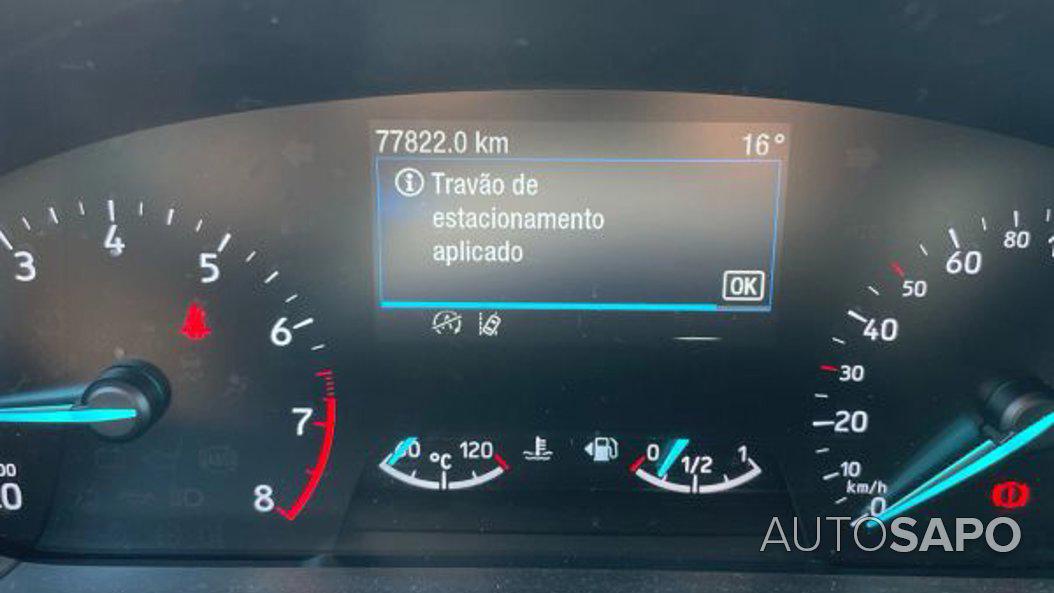 77822.0 km 16°
Travão de
estacionamento
aplicado
OK
3 4 5 6 7 8
60 °C 120
0 1/2 1
0 10 20 30 40 50 60 80
km/h
AUTOSAPO